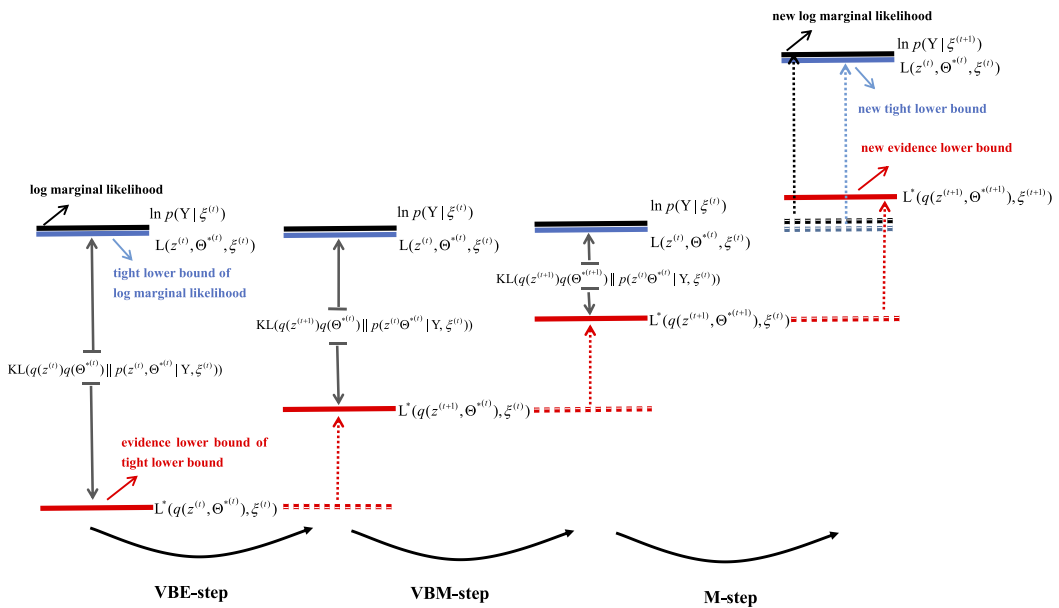 new log marginal likelihood
ln p(Y | ξ^(t+1))
L(z^(t), Θ*^(t), ξ^(t))
new tight lower bound
new evidence lower bound
L*(q(z^(t+1), Θ*^(t+1)), ξ^(t+1))
log marginal likelihood
ln p(Y | ξ^(t))
L(z^(t), Θ*^(t), ξ^(t))
tight lower bound of
log marginal likelihood
KL(q(z^(t))q(Θ*^(t)) || p(z^(t), Θ*^(t) | Y, ξ^(t)))
evidence lower bound of
tight lower bound
L*(q(z^(t), Θ*^(t)), ξ^(t))
ln p(Y | ξ^(t))
L(z^(t), Θ*^(t), ξ^(t))
KL(q(z^(t+1))q(Θ*^(t)) || p(z^(t)Θ*^(t) | Y, ξ^(t)))
L*(q(z^(t+1), Θ*^(t)), ξ^(t))
ln p(Y | ξ^(t))
L(z^(t), Θ*^(t), ξ^(t))
KL(q(z^(t+1))q(Θ*^(t+1)) || p(z^(t)Θ*^(t) | Y, ξ^(t)))
L*(q(z^(t+1), Θ*^(t+1)), ξ^(t))
VBE-step
VBM-step
M-step